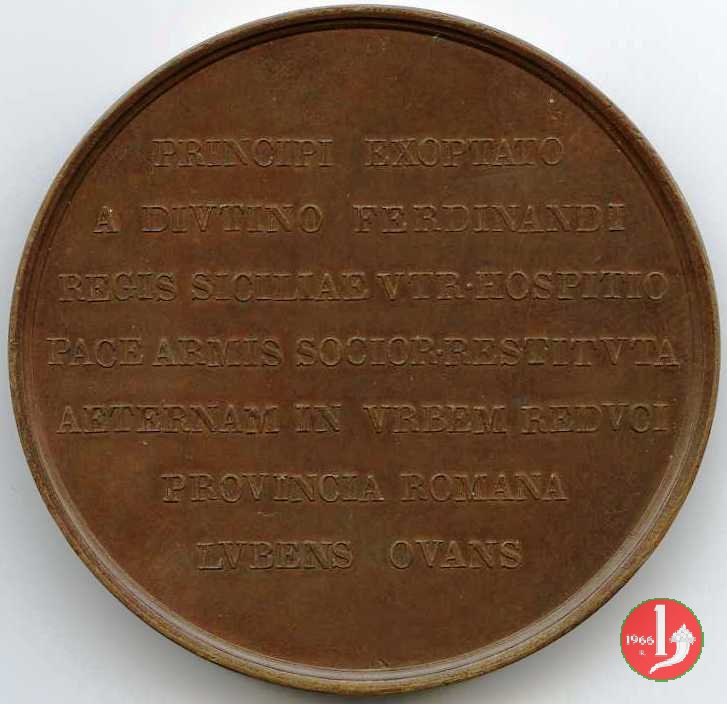 PRINCIPI EXOPTATO
A DIVTINO FERDINANDI
REGIS SICILIAE VTR·HOSPITIO
PACE ARMIS SOCIOR·RESTITVTA
AETERNAM IN VRBEM REDVCI
PROVINCIA ROMANA
LVBENS OVANS
1966